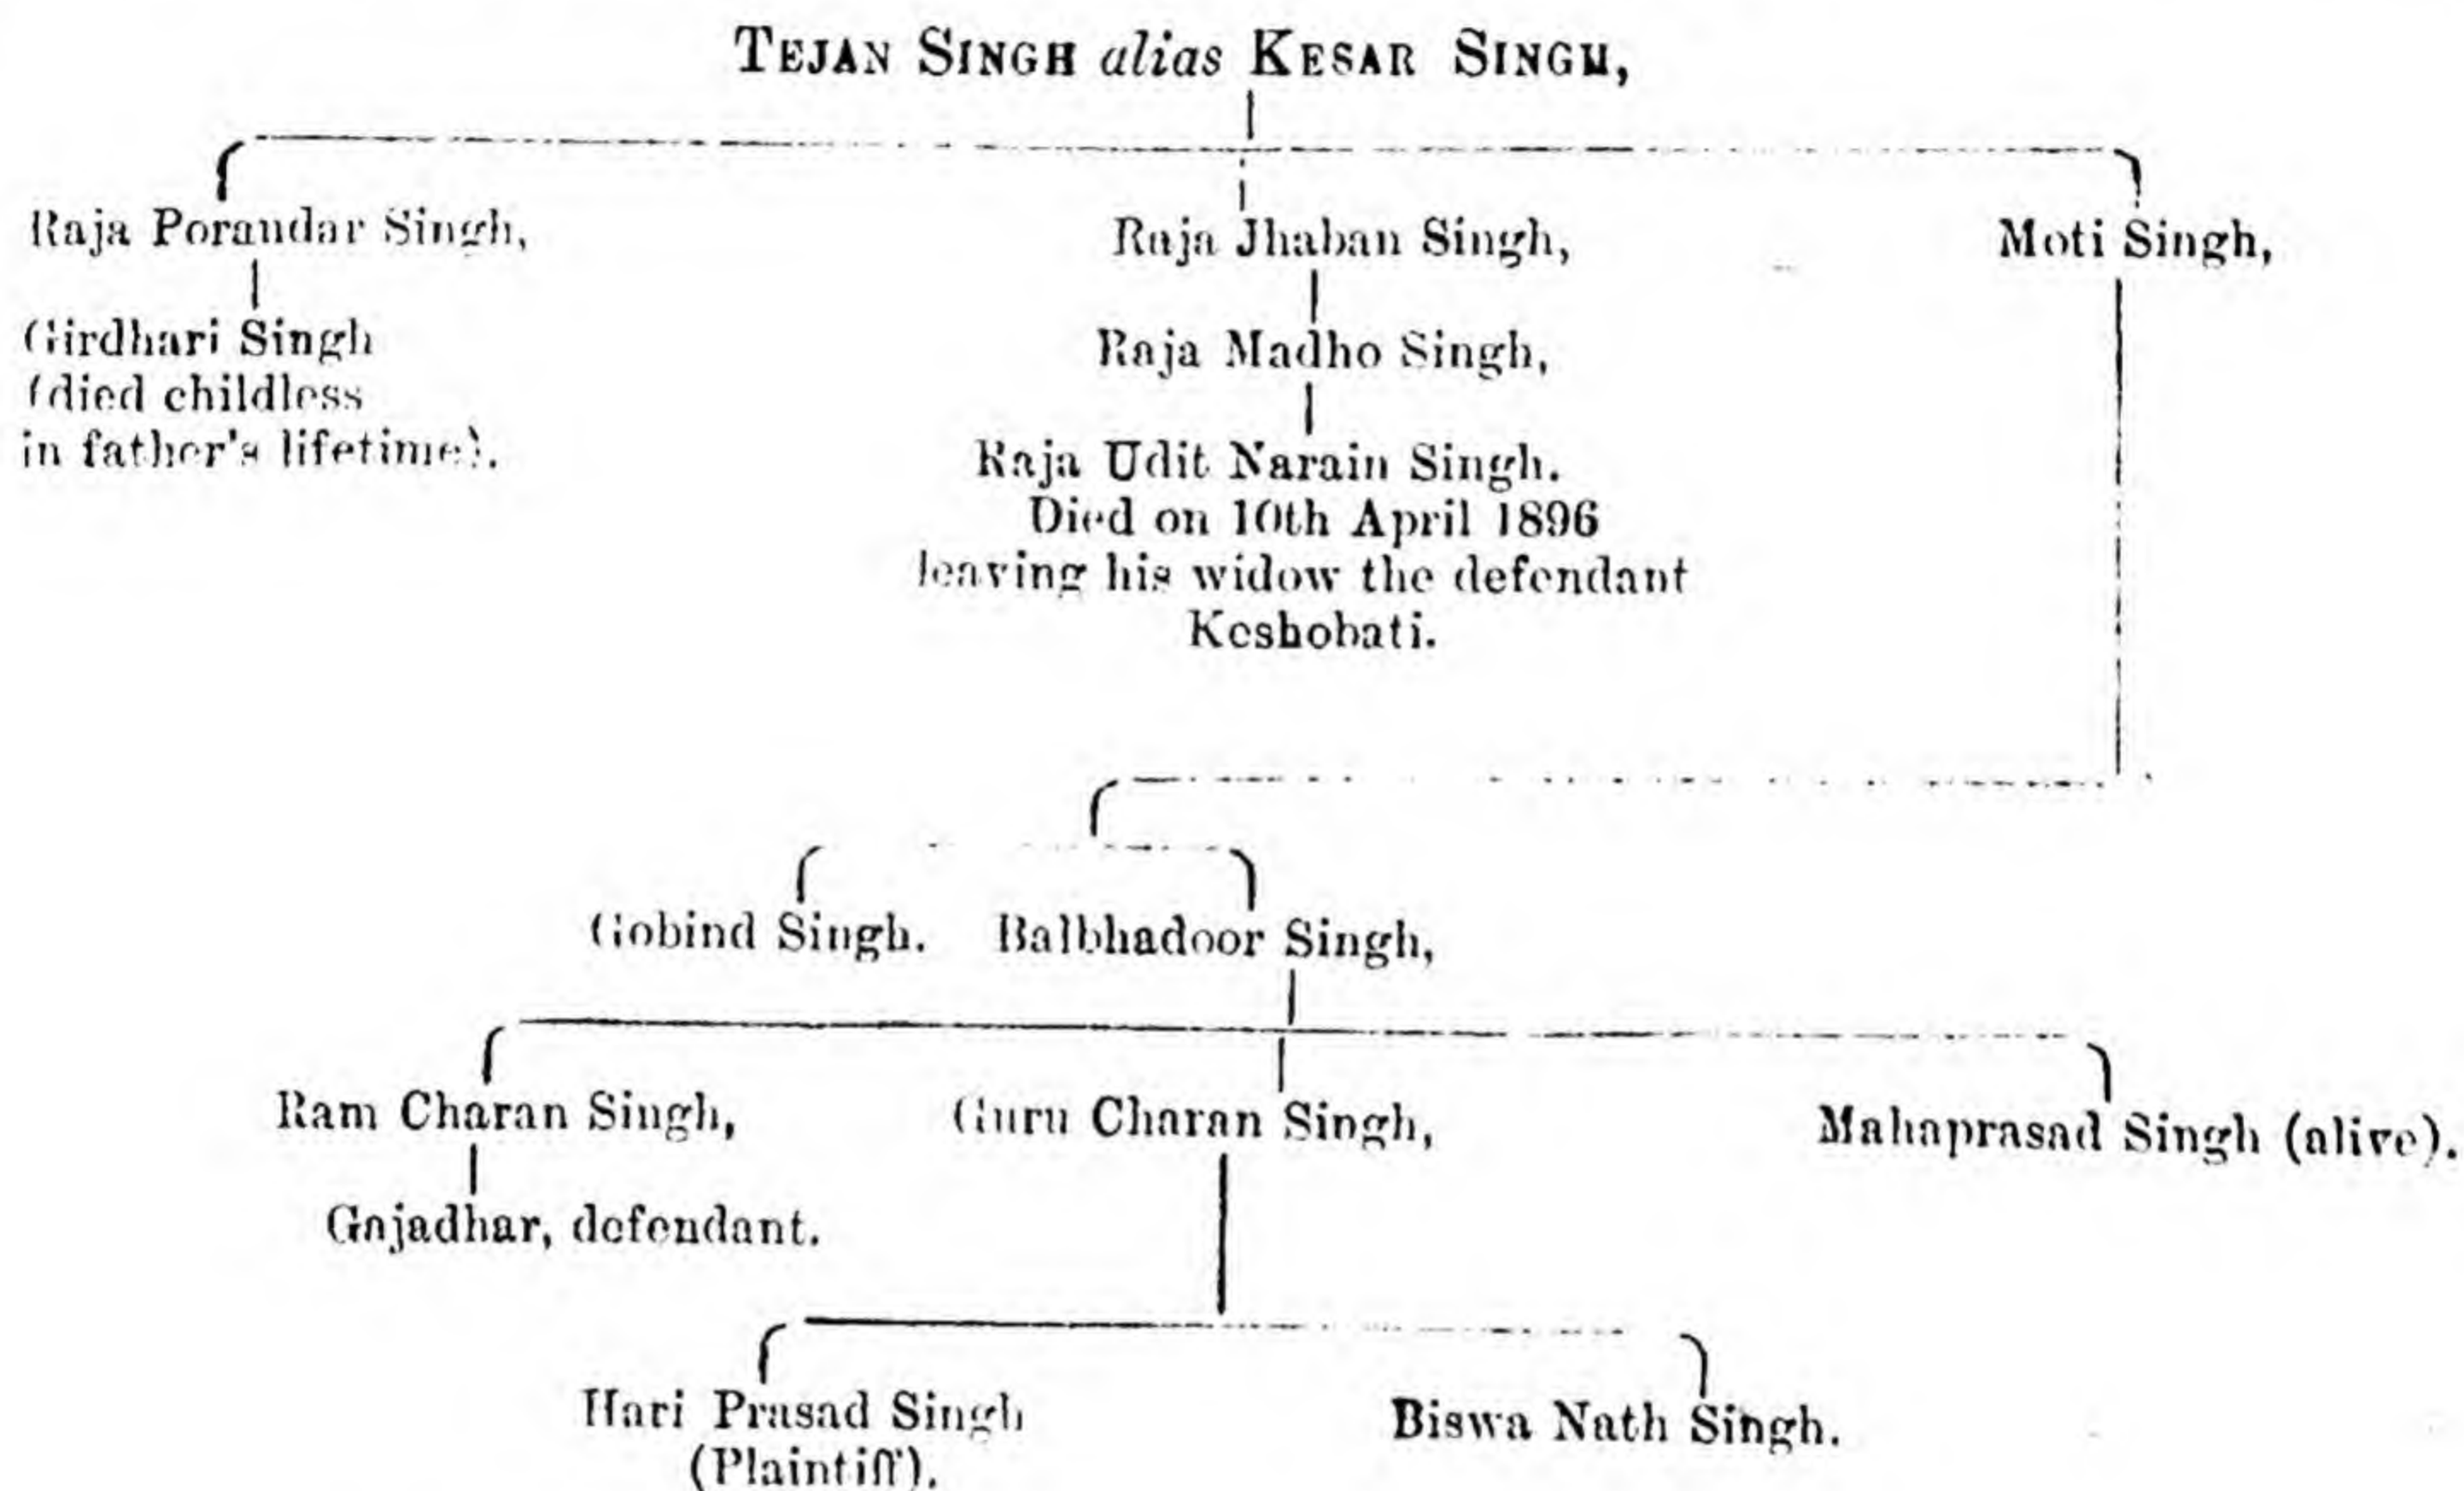 TEJAN SINGH alias KESAR SINGH,
Raja Porandar Singh,
Raja Jhaban Singh,
Moti Singh,
Girdhari Singh
(died childless
in father's lifetime).
Raja Madho Singh,
Raja Udit Narain Singh.
Died on 10th April 1896
leaving his widow the defendant
Keshobati.
Gobind Singh.
Balbhadoor Singh,
Ram Charan Singh,
Guru Charan Singh,
Mahaprasad Singh (alive).
Gajadhar, defendant.
Hari Prasad Singh
(Plaintiff).
Biswa Nath Singh.